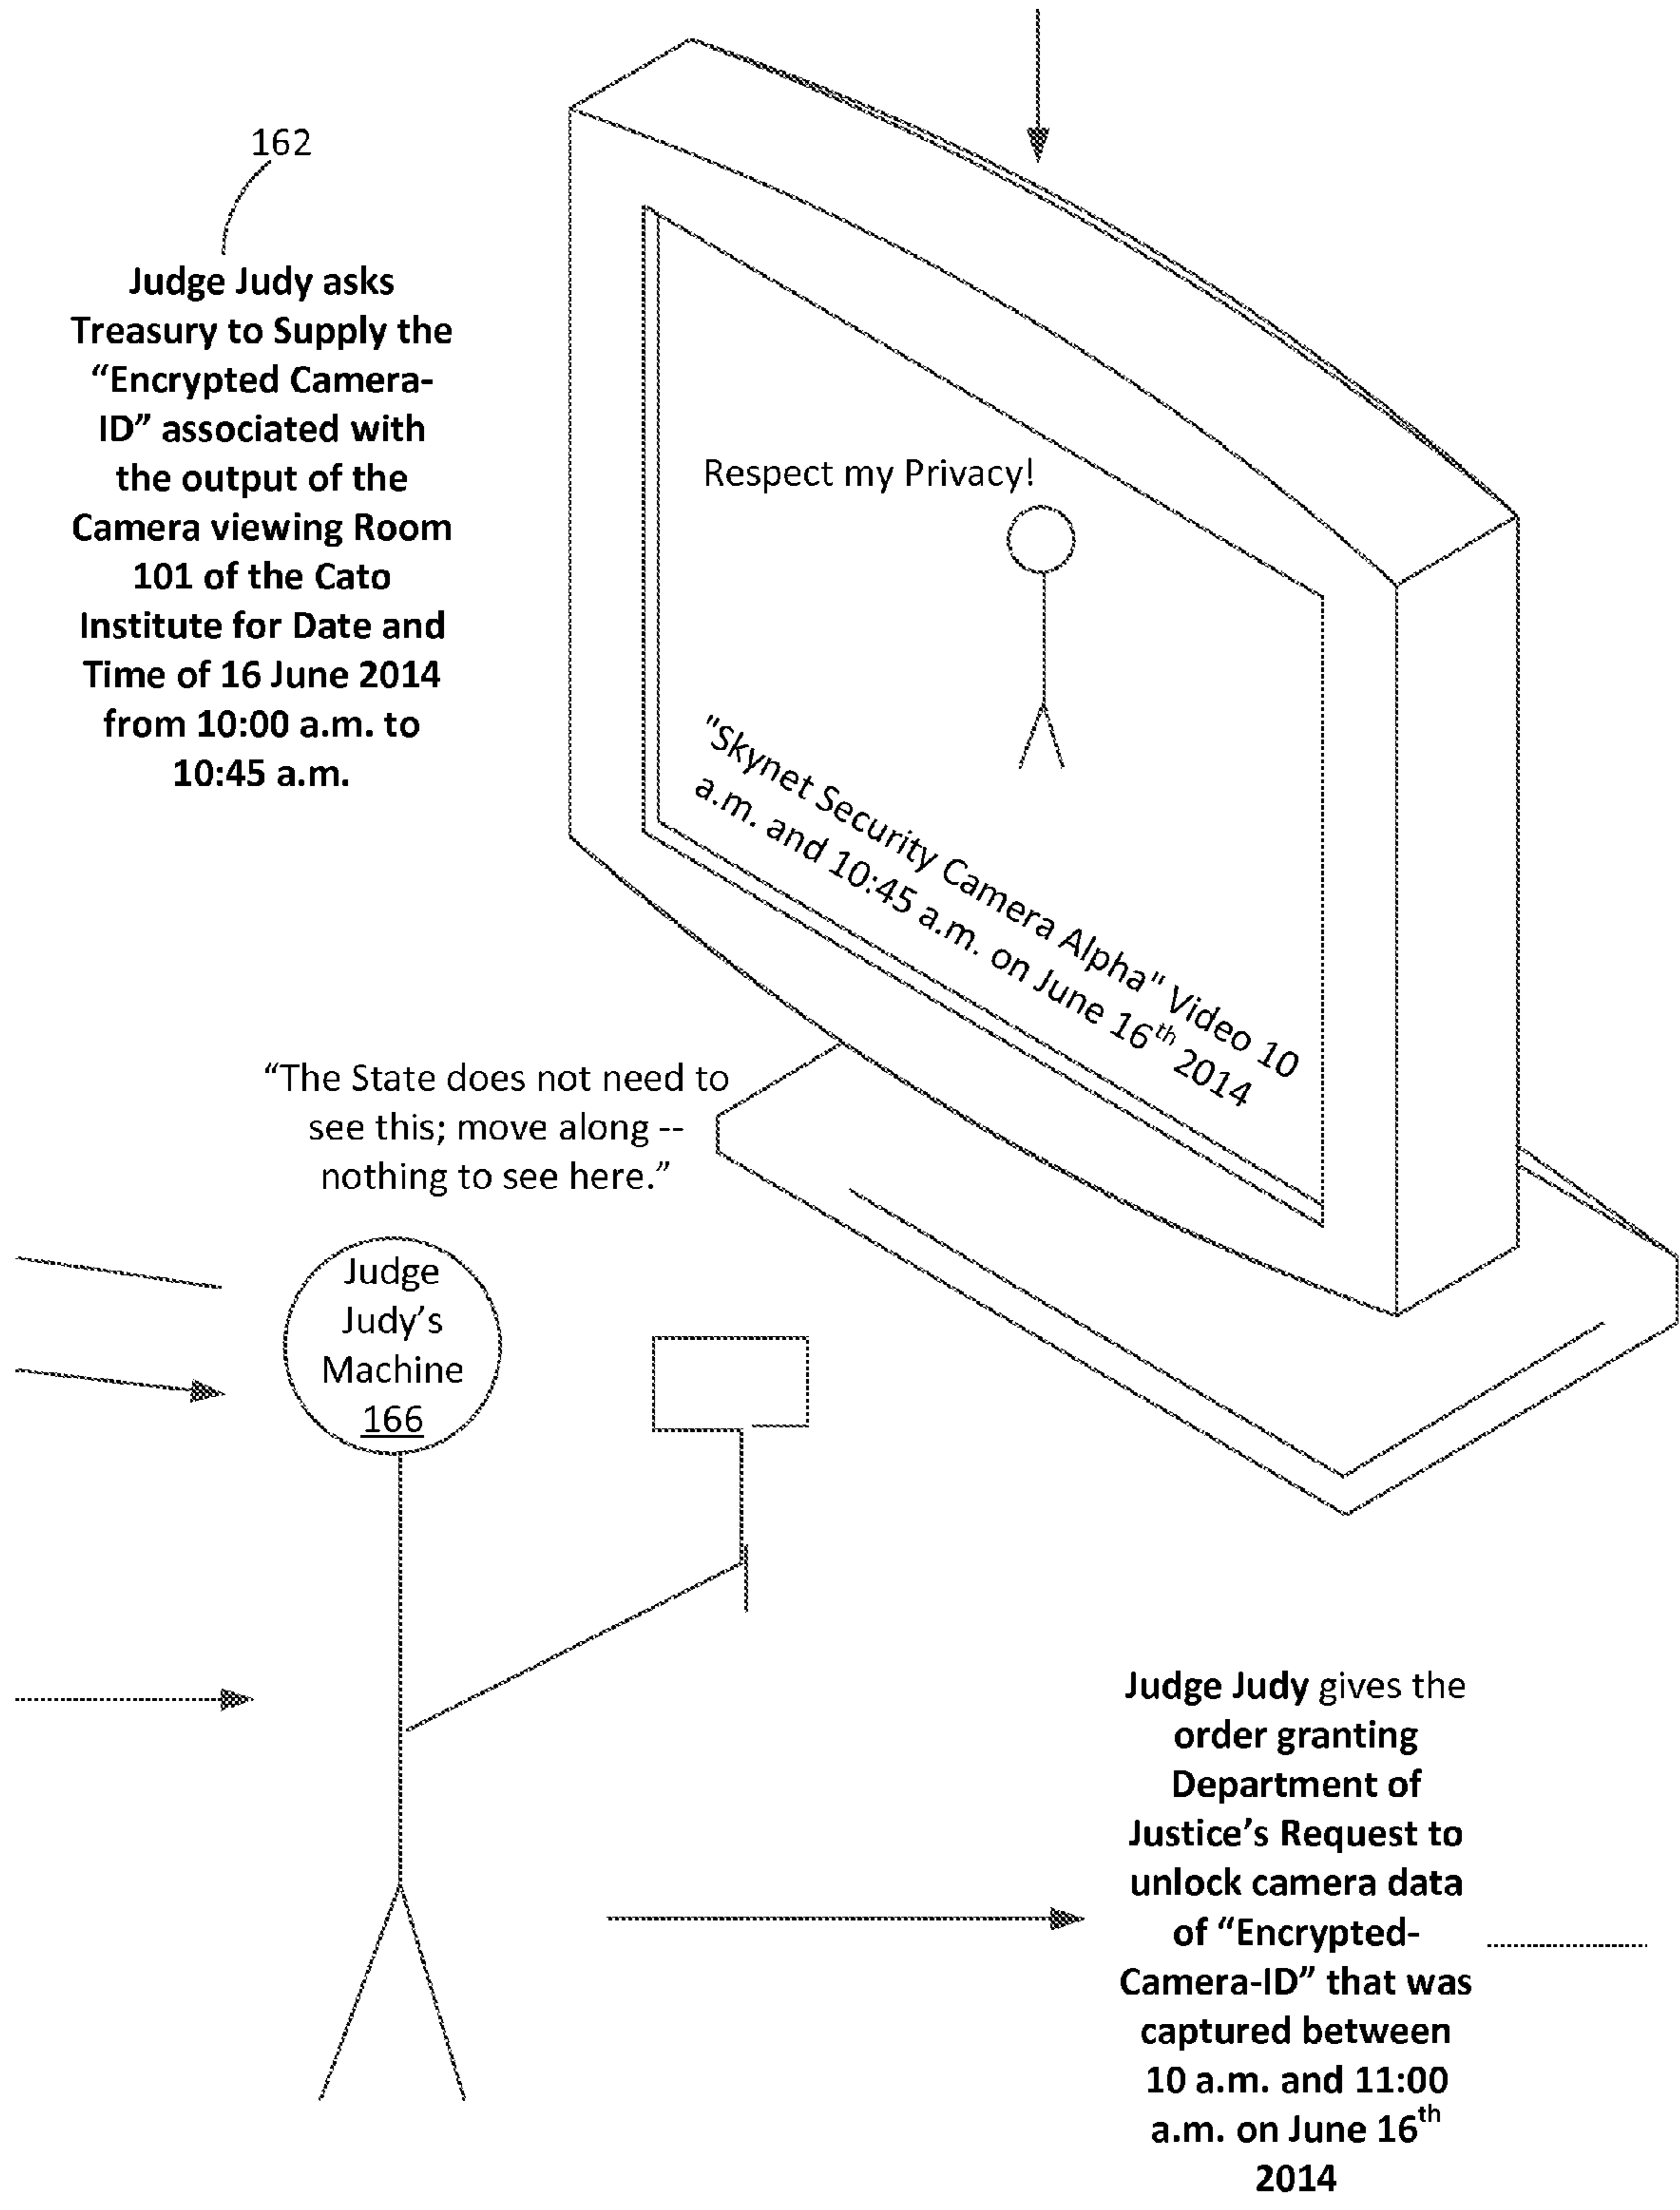 162
Judge Judy asks
Treasury to Supply the
“Encrypted Camera-
ID” associated with
the output of the
Camera viewing Room
101 of the Cato
Institute for Date and
Time of 16 June 2014
from 10:00 a.m. to
10:45 a.m.
Respect my Privacy!
"Skynet Security Camera Alpha" Video 10
a.m. and 10:45 a.m. on June 16th 2014
“The State does not need to
see this; move along --
nothing to see here.”
Judge
Judy’s
Machine
166
Judge Judy gives the
order granting
Department of
Justice’s Request to
unlock camera data
of “Encrypted-
Camera-ID” that was
captured between
10 a.m. and 11:00
a.m. on June 16th
2014